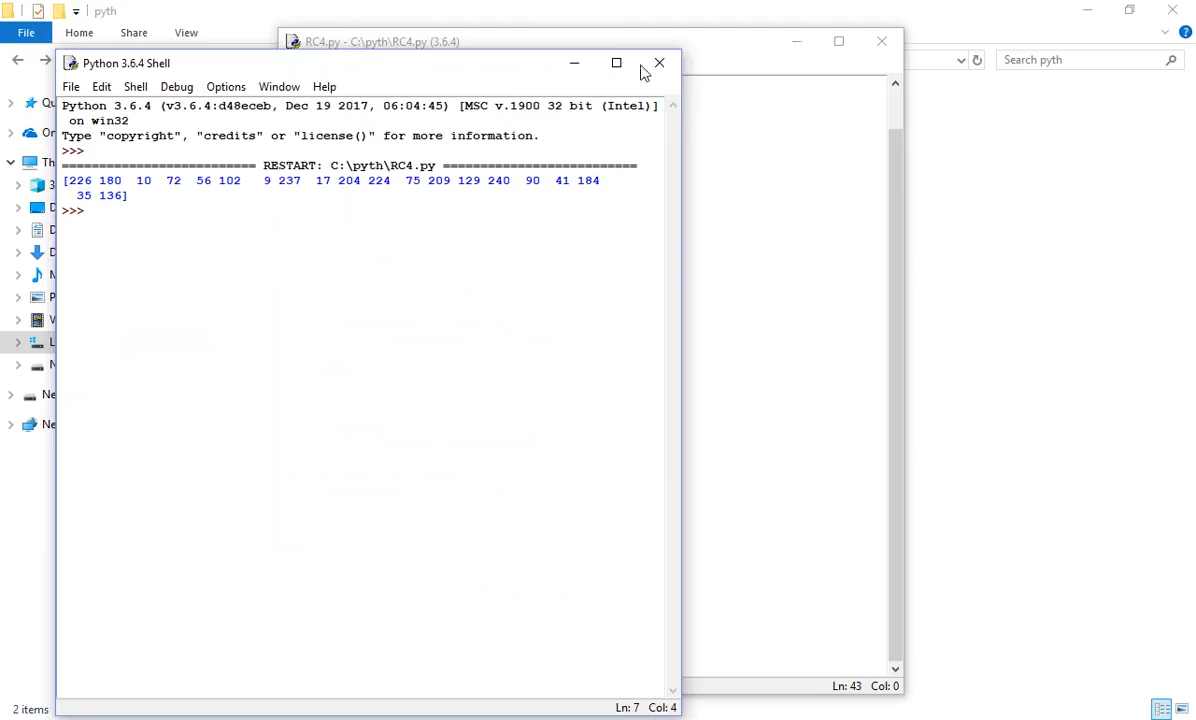 pyth
File Home Share View
RC4.py - C:\pyth\RC4.py (3.6.4)
Search pyth
Python 3.6.4 Shell
File Edit Shell Debug Options Window Help
Python 3.6.4 (v3.6.4:d48eceb, Dec 19 2017, 06:04:45) [MSC v.1900 32 bit (Intel)]
on win32
Type "copyright", "credits" or "license()" for more information.
>>>
========================== RESTART: C:\pyth\RC4.py ==========================
[226 180  10  72  56 102   9 237  17 204 224  75 209 129 240  90  41 184
  35 136]
>>>
Ln: 7 Col: 4
Ln: 43 Col: 0
2 items